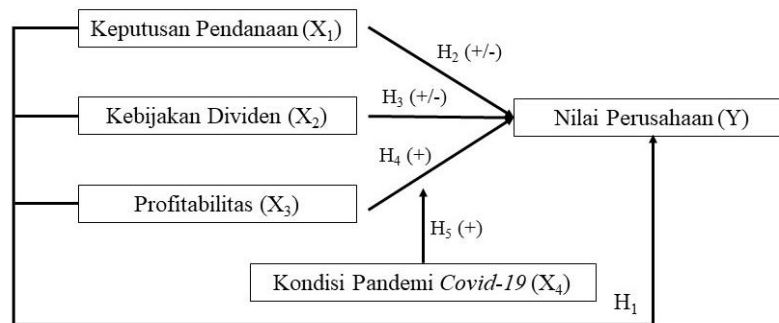 Keputusan Pendanaan (X₁)
H₂ (+/-)
Kebijakan Dividen (X₂)
H₃ (+/-)
Nilai Perusahaan (Y)
H₄ (+)
Profitabilitas (X₃)
H₅ (+)
Kondisi Pandemi Covid-19 (X₄)
H₁